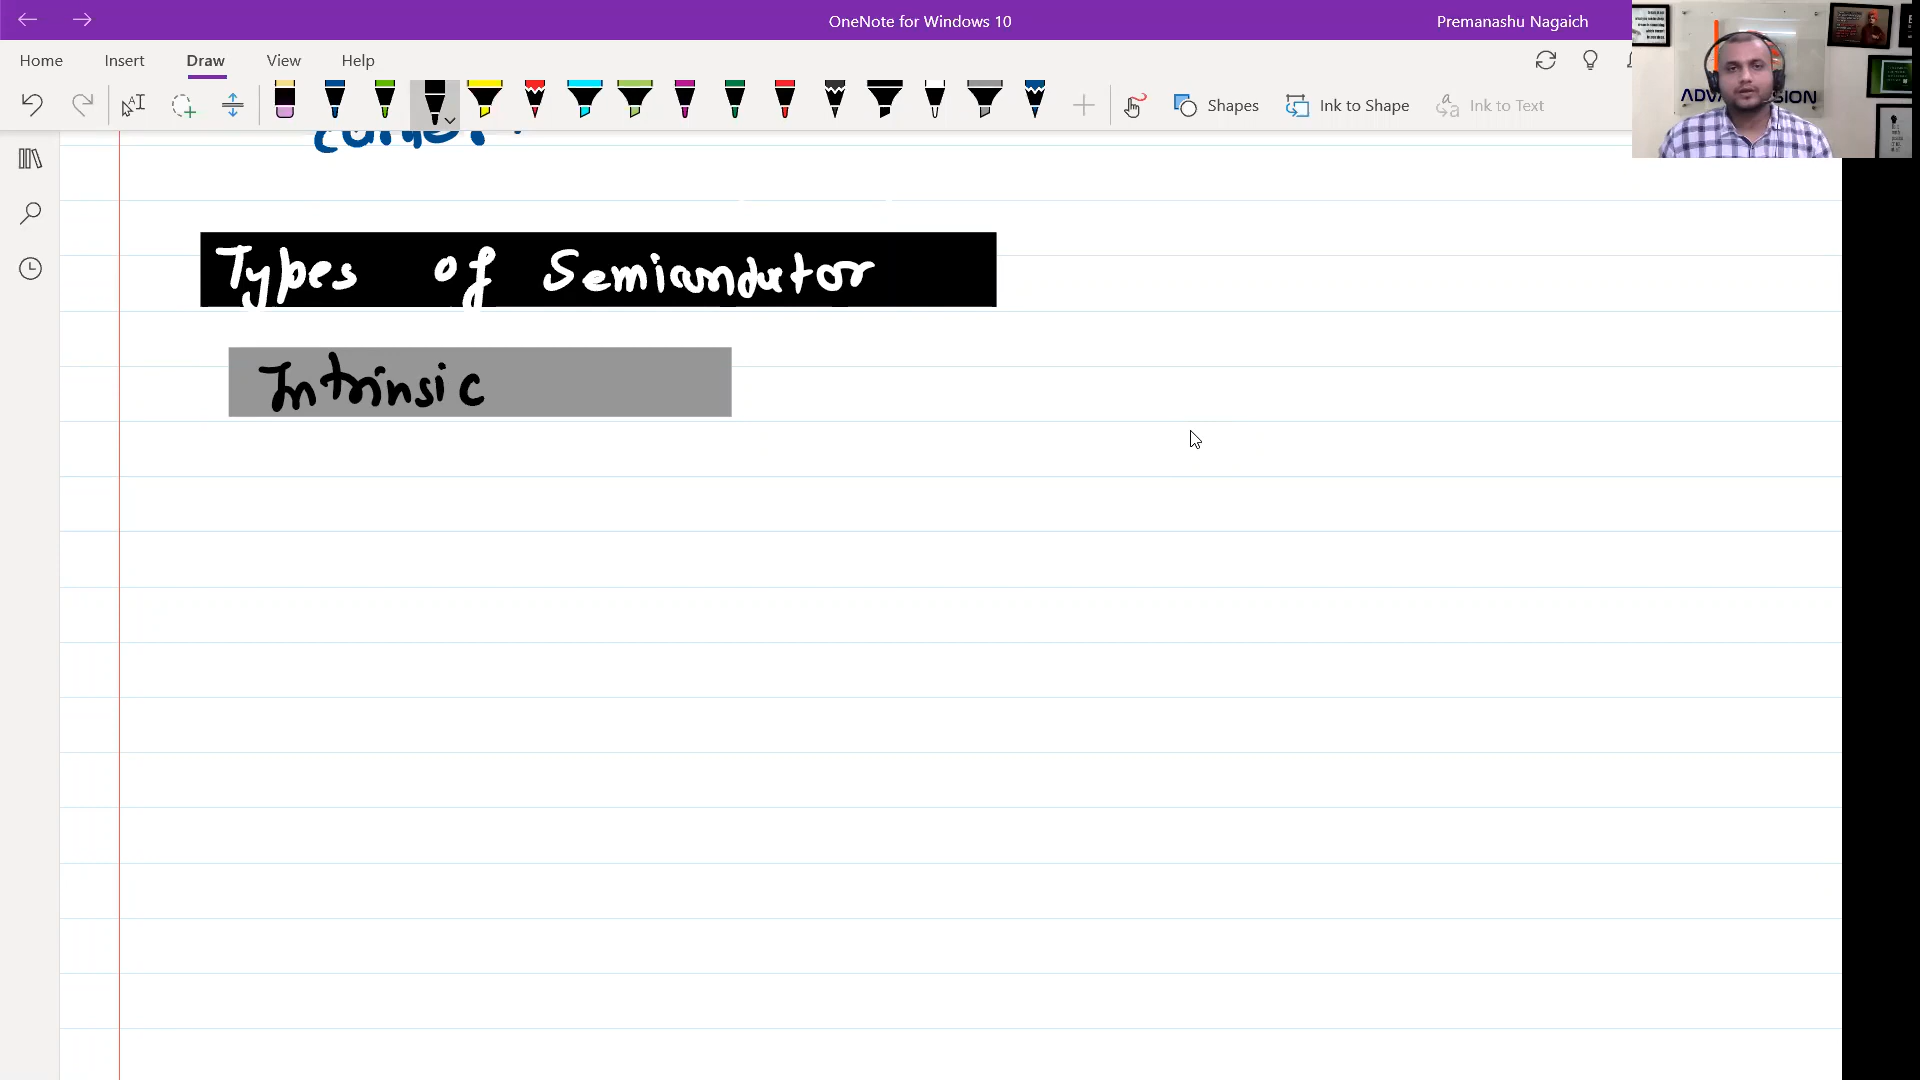 OneNote for Windows 10
Premanashu Nagaich
Home Insert Draw View Help
Shapes Ink to Shape Ink to Text
Types of Semicondutor
Intrinsic